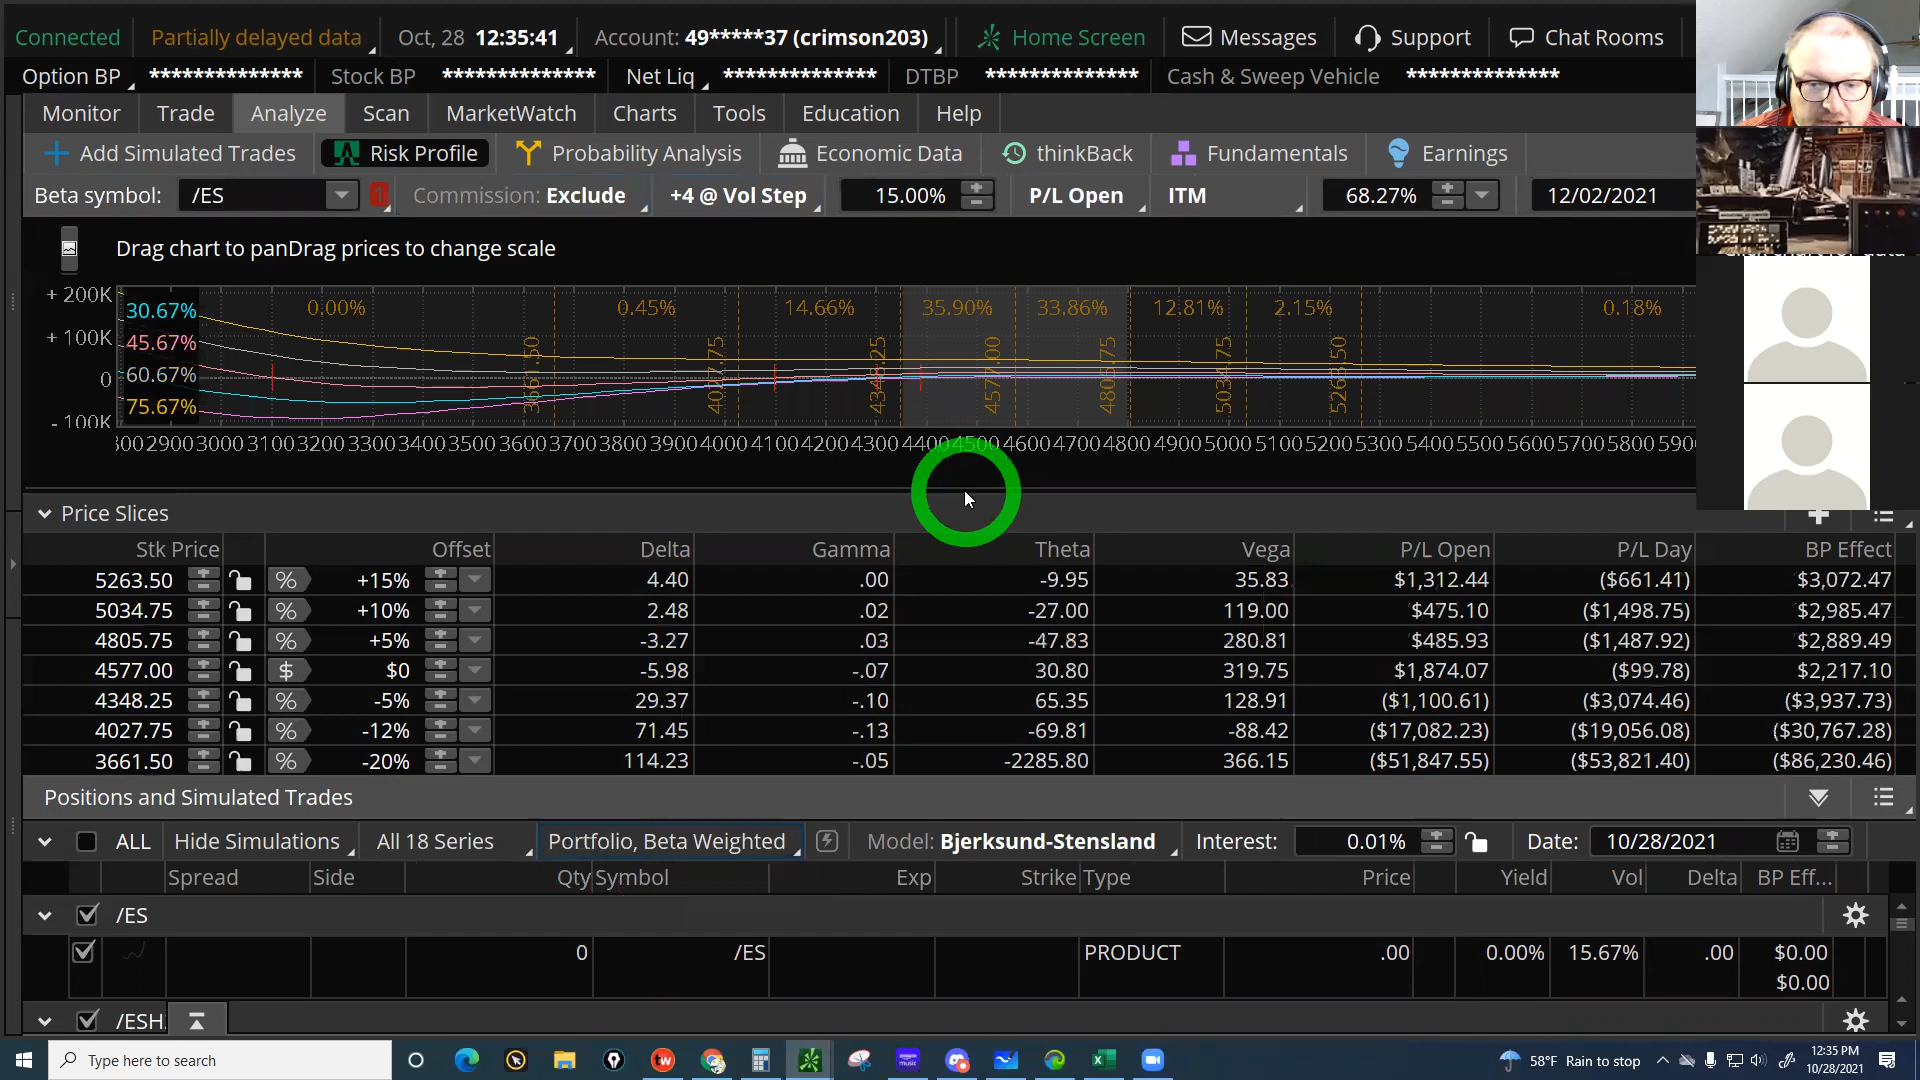 Connected Partially delayed data Oct, 28 12:35:41 Account: 49*****37 (crimson203) Home Screen Messages Support Chat Rooms
Option BP ************** Stock BP ************** Net Liq ************** DTBP ************** Cash & Sweep Vehicle **************
Monitor Trade Analyze Scan MarketWatch Charts Tools Education Help
Add Simulated Trades Risk Profile Probability Analysis Economic Data thinkBack Fundamentals Earnings
Beta symbol: /ES 1 Commission: Exclude +4 @ Vol Step 15.00% P/L Open ITM 68.27% 12/02/2021
Drag chart to panDrag prices to change scale
+ 200K 30.67% 0.00% 0.45% 14.66% 35.90% 33.86% 12.81% 2.15% 0.18%
+ 100K 45.67% 3661.50 4027.75 4348.25 4577.00 4805.75 5034.75 5263.50
0 60.67%
- 100K 75.67%
2900 3000 3100 3200 3300 3400 3500 3600 3700 3800 3900 4000 4100 4200 4300 4400 4500 4600 4700 4800 4900 5000 5100 5200 5300 5400 5500 5600 5700 5800
Price Slices
Stk Price Offset Delta Gamma Theta Vega P/L Open P/L Day BP Effect
5263.50 % +15% 4.40 .00 -9.95 35.83 $1,312.44 ($661.41) $3,072.47
5034.75 % +10% 2.48 .02 -27.00 119.00 $475.10 ($1,498.75) $2,985.47
4805.75 % +5% -3.27 .03 -47.83 280.81 $485.93 ($1,487.92) $2,889.49
4577.00 $ $0 -5.98 -.07 30.80 319.75 $1,874.07 ($99.78) $2,217.10
4348.25 % -5% 29.37 -.10 65.35 128.91 ($1,100.61) ($3,074.46) ($3,937.73)
4027.75 % -12% 71.45 -.13 -69.81 -88.42 ($17,082.23) ($19,056.08) ($30,767.28)
3661.50 % -20% 114.23 -.05 -2285.80 366.15 ($51,847.55) ($53,821.40) ($86,230.46)
Positions and Simulated Trades
ALL Hide Simulations All 18 Series Portfolio, Beta Weighted Model: Bjerksund-Stensland Interest: 0.01% Date: 10/28/2021
Spread Side Qty Symbol Exp Strike Type Price Yield Vol Delta BP Eff...
/ES
0 /ES PRODUCT .00 0.00% 15.67% .00 $0.00
$0.00
/ESH
Type here to search 58°F Rain to stop 12:35 PM
10/28/2021